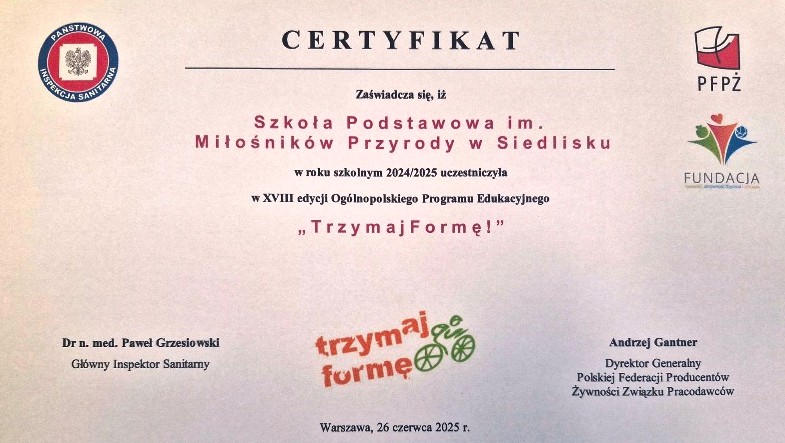 PAŃSTWOWA
INSPEKCJA SANITARNA
CERTYFIKAT
PFPŻ
Zaświadcza się, iż
Szkoła Podstawowa im.
Miłośników Przyrody w Siedlisku
FUNDACJA
w roku szkolnym 2024/2025 uczestniczyła
w XVIII edycji Ogólnopolskiego Programu Edukacyjnego
„TrzymajFormę!”
trzymaj
formę
Dr n. med. Paweł Grzesiowski
Główny Inspektor Sanitarny
Andrzej Gantner
Dyrektor Generalny
Polskiej Federacji Producentów
Żywności Związku Pracodawców
Warszawa, 26 czerwca 2025 r.